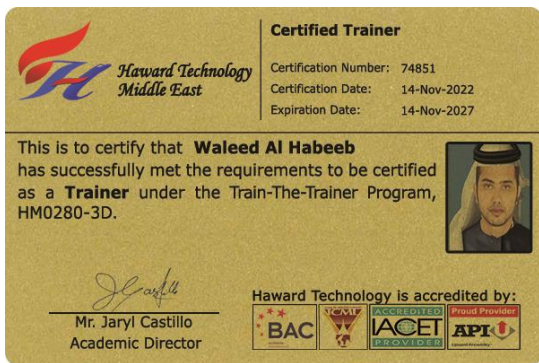 Haward Technology
Middle East
Certified Trainer
Certification Number: 74851
Certification Date: 14-Nov-2022
Expiration Date: 14-Nov-2027
This is to certify that Waleed Al Habeeb
has successfully met the requirements to be certified
as a Trainer under the Train-The-Trainer Program,
HM0280-3D.
Mr. Jaryl Castillo
Academic Director
Haward Technology is accredited by:
BAC
ACCREDITED
IACET
PROVIDER
Proud Provider
API